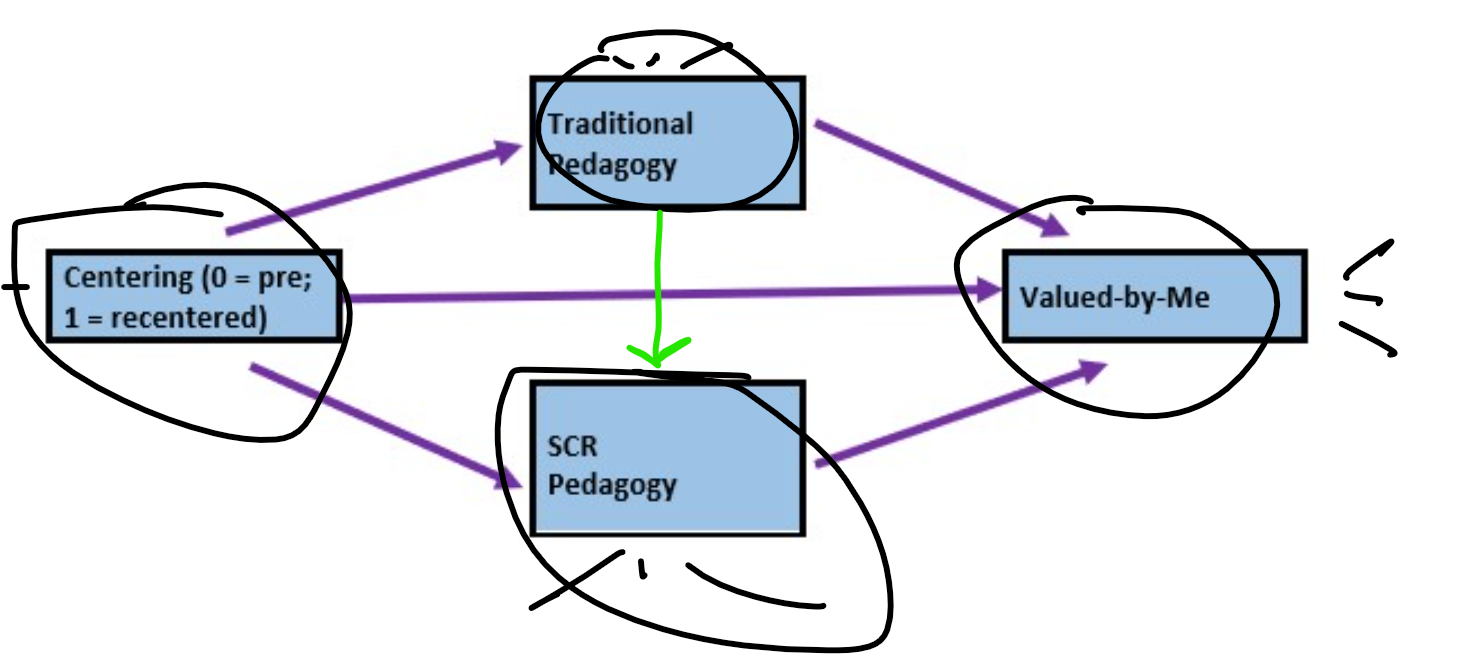 Traditional
Pedagogy
Centering (0 = pre;
1 = recentered)
Valued-by-Me
SCR
Pedagogy